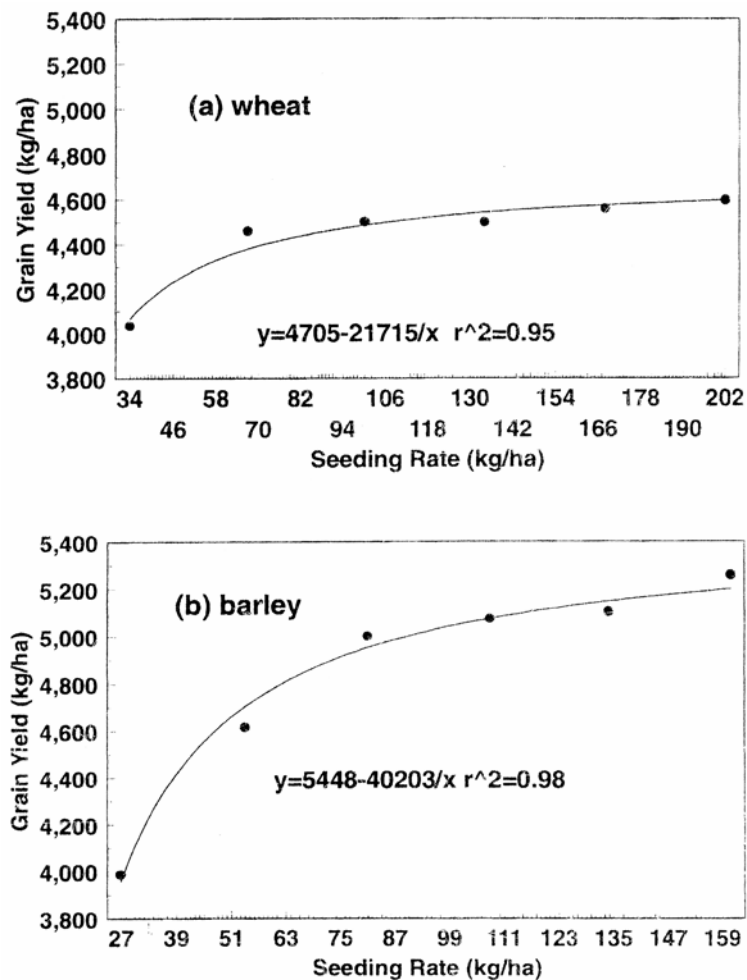 5,400
5,200
(a) wheat
5,000
4,800
4,600
4,400
4,200
4,000
3,800
Grain Yield (kg/ha)
y=4705-21715/x r^2=0.95
34 58 82 106 130 154 178 202
46 70 94 118 142 166 190
Seeding Rate (kg/ha)
5,400
5,200
(b) barley
5,000
4,800
4,600
4,400
4,200
4,000
3,800
Grain Yield (kg/ha)
y=5448-40203/x r^2=0.98
27 39 51 63 75 87 99 111 123 135 147 159
Seeding Rate (kg/ha)